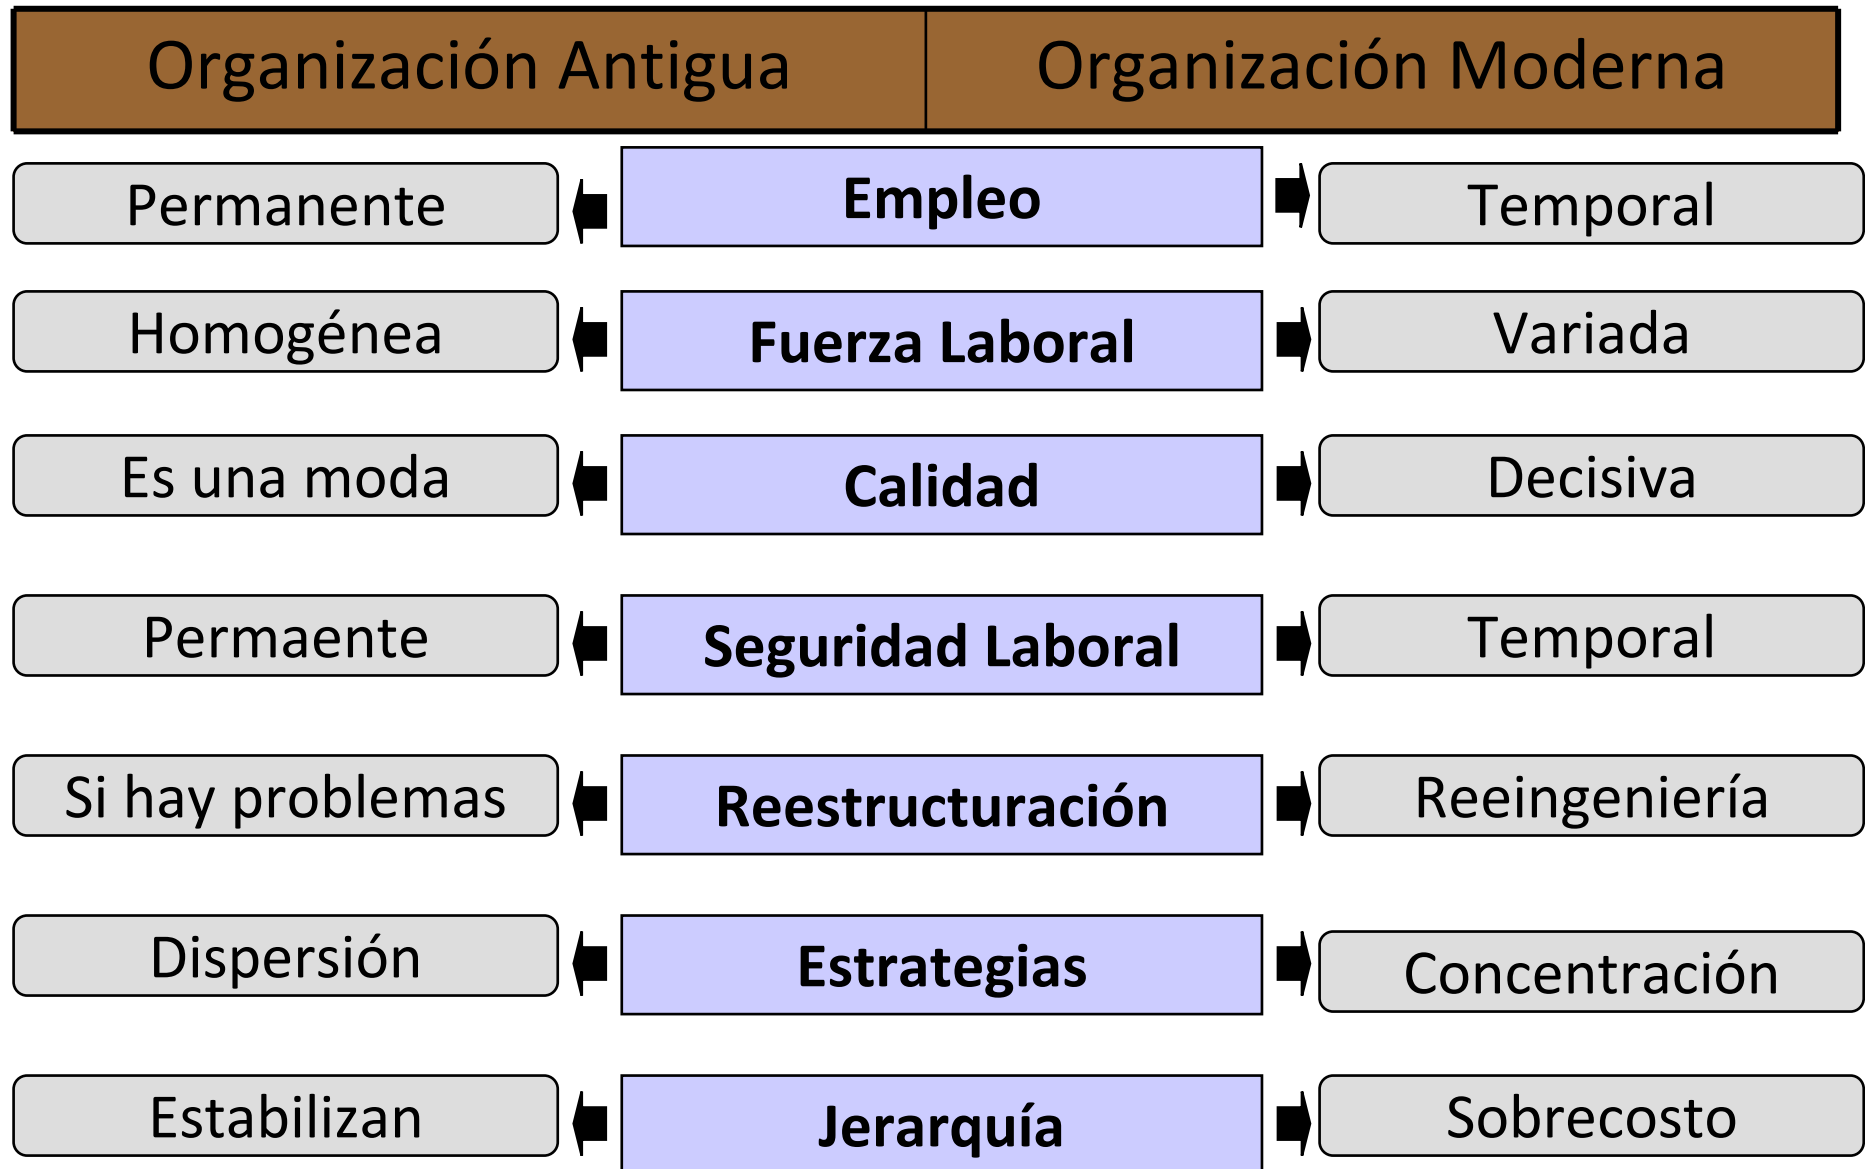 Organización Antigua
Organización Moderna
Permanente
Empleo
Temporal
Homogénea
Fuerza Laboral
Variada
Es una moda
Calidad
Decisiva
Permaente
Seguridad Laboral
Temporal
Si hay problemas
Reestructuración
Reeingeniería
Dispersión
Estrategias
Concentración
Estabilizan
Jerarquía
Sobrecosto